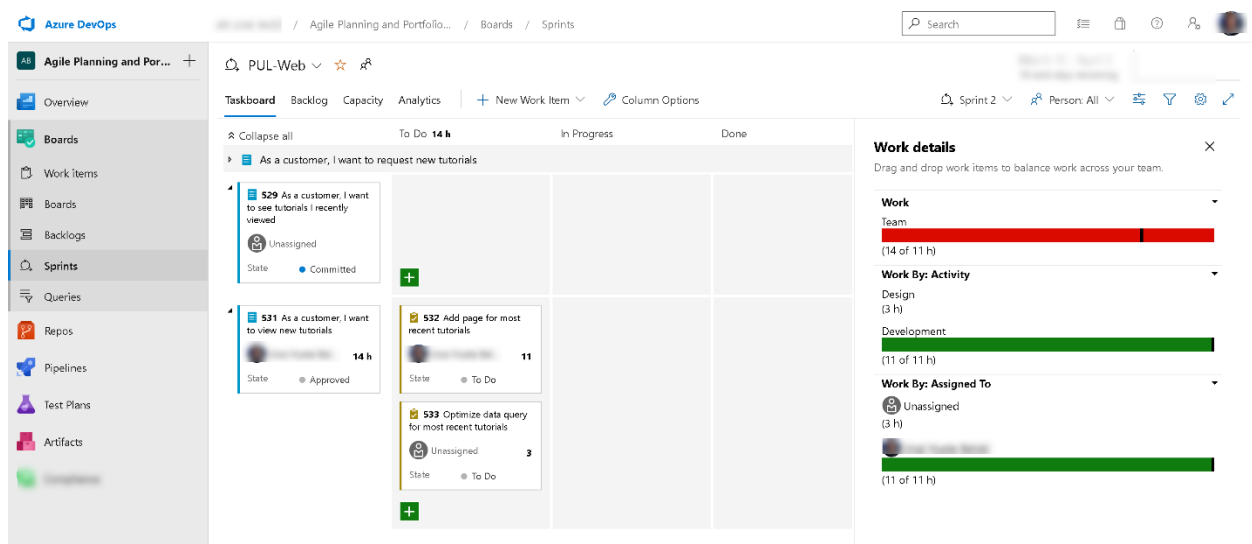 Azure DevOps
/ Agile Planning and Portfolio... / Boards / Sprints
Search
AB Agile Planning and Por...
PUL-Web
Overview
Taskboard Backlog Capacity Analytics New Work Item Column Options
Sprint 2 Person: All
Boards
Collapse all To Do 14 h In Progress Done
As a customer, I want to request new tutorials
Work items
Boards
Backlogs
Sprints
Queries
Repos
Pipelines
Test Plans
Artifacts
529 As a customer, I want
to see tutorials I recently
viewed
Unassigned
State Committed
531 As a customer, I want
to view new tutorials
14 h
State Approved
532 Add page for most
recent tutorials
11
State To Do
533 Optimize data query
for most recent tutorials
Unassigned 3
State To Do
Work details
Drag and drop work items to balance work across your team.
Work
Team
(14 of 11 h)
Work By: Activity
Design
(3 h)
Development
(11 of 11 h)
Work By: Assigned To
Unassigned
(3 h)
(11 of 11 h)